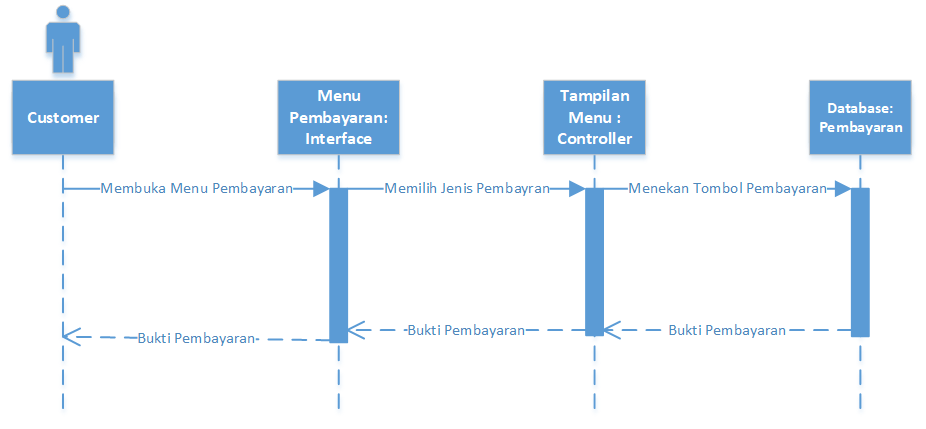 Customer
Menu
Pembayaran:
Interface
Tampilan
Menu :
Controller
Database:
Pembayaran
Membuka Menu Pembayaran
Memilih Jenis Pembayran
Menekan Tombol Pembayaran
Bukti Pembayaran
Bukti Pembayaran
Bukti Pembayaran